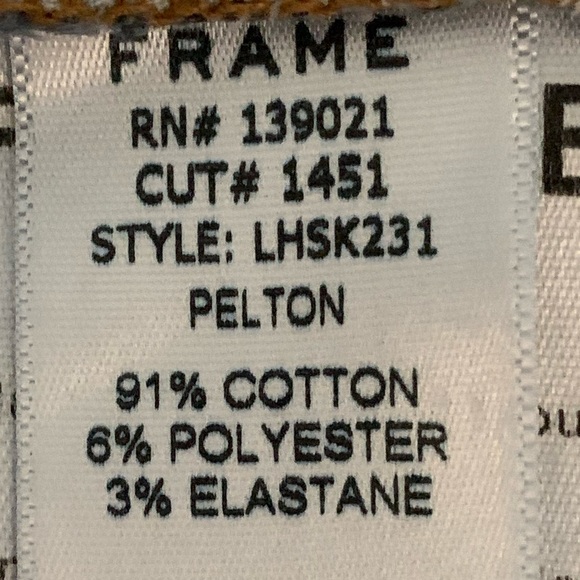 FRAME
RN# 139021
CUT# 1451
STYLE: LHSK231
PELTON
91% COTTON
6% POLYESTER
3% ELASTANE